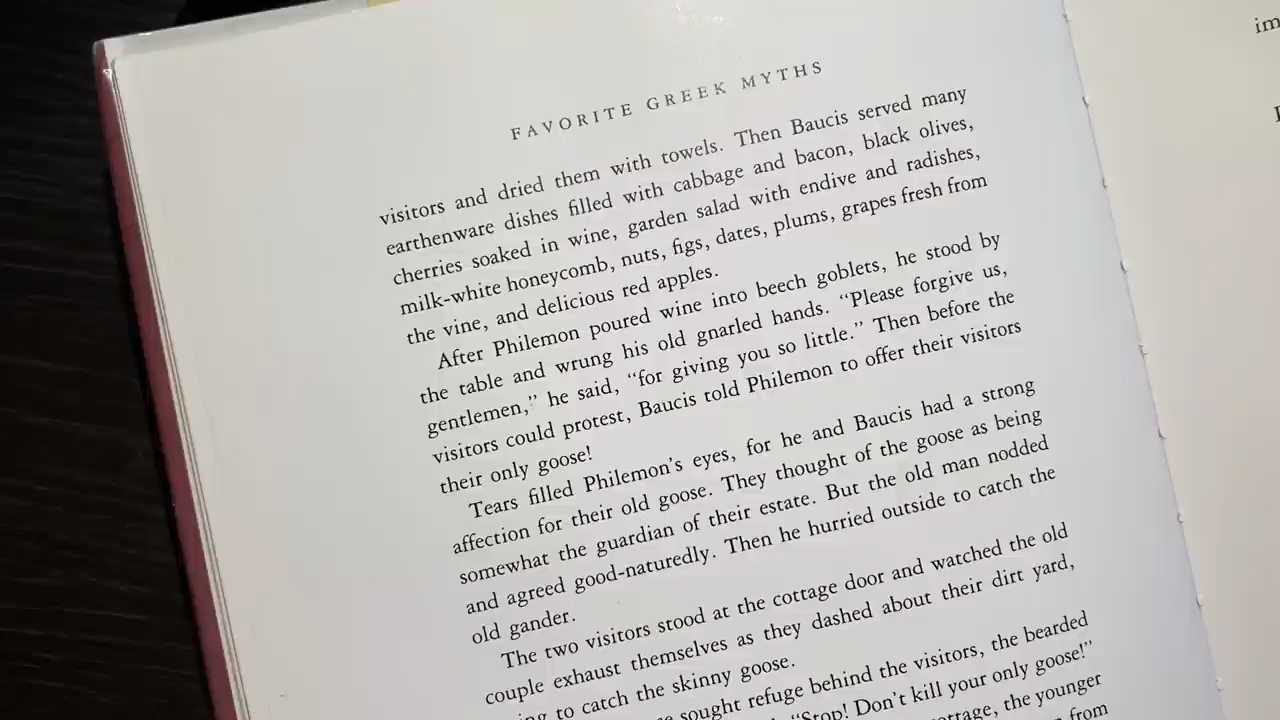 FAVORITE GREEK MYTHS
visitors and dried them with towels. Then Baucis served many
earthenware dishes filled with cabbage and bacon, black olives,
cherries soaked in wine, garden salad with endive and radishes,
milk-white honeycomb, nuts, figs, dates, plums, grapes fresh from
the vine, and delicious red apples.
After Philemon poured wine into beech goblets, he stood by
the table and wrung his old gnarled hands. “Please forgive us,
gentlemen,” he said, “for giving you so little.” Then before the
visitors could protest, Baucis told Philemon to offer their visitors
their only goose!
Tears filled Philemon’s eyes, for he and Baucis had a strong
affection for their old goose. They thought of the goose as being
somewhat the guardian of their estate. But the old man nodded
and agreed good-naturedly. Then he hurried outside to catch the
old gander.
The two visitors stood at the cottage door and watched the old
couple exhaust themselves as they dashed about their dirt yard,
to catch the skinny goose.
sought refuge behind the visitors, the bearded
“Stop! Don’t kill your only goose!”
the younger
from
im